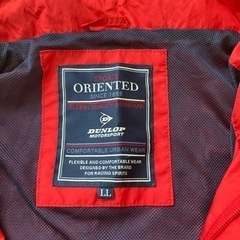 ORIENTED
SINCE 1888
DUNLOP
MOTORSPORT
COMFORTABLE URBAN WEAR
FLEXIBLE AND COMFORTABLE WEAR
DESIGNED BY THE BRAND
FOR RACING SPIRITS
LL